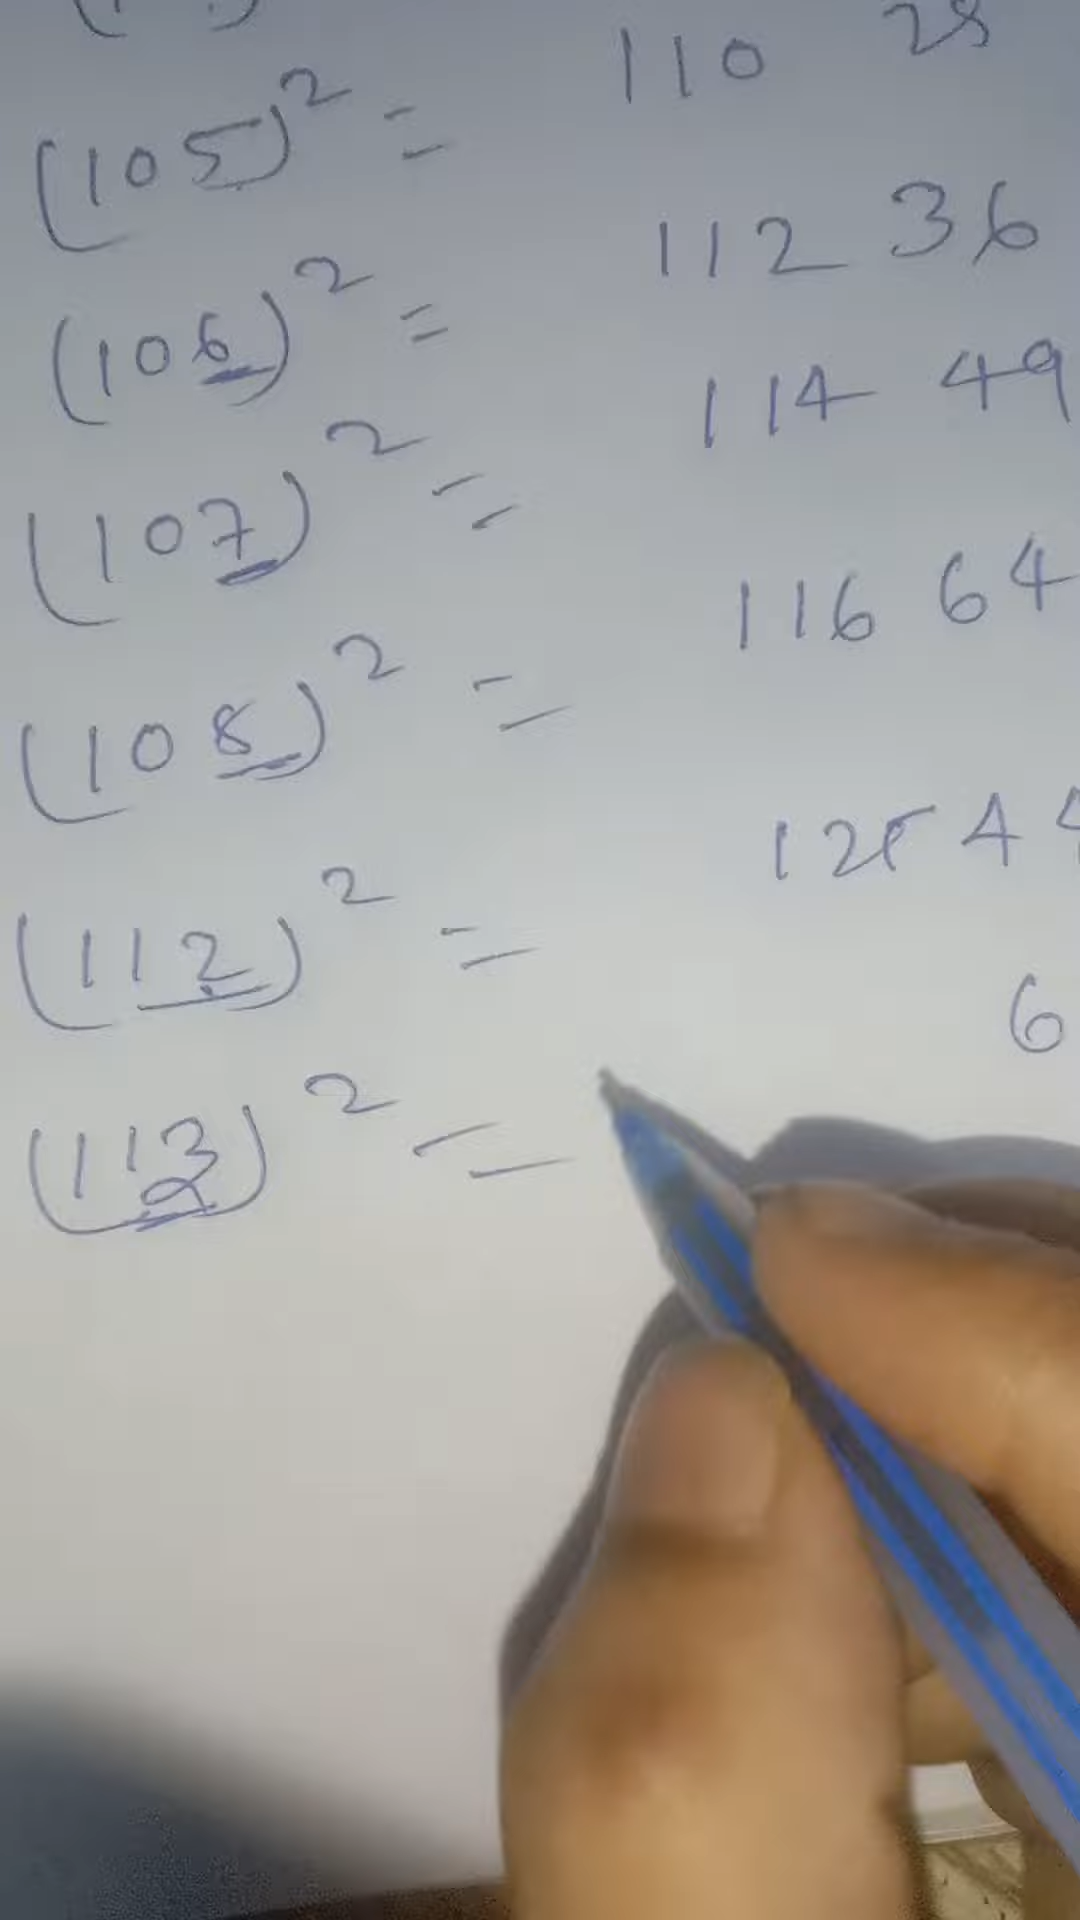 (105)² = 110 25
(106)² = 112 36
(107)² = 114 49
(108)² = 116 64
(112)² = 125 44
(113)² = 6